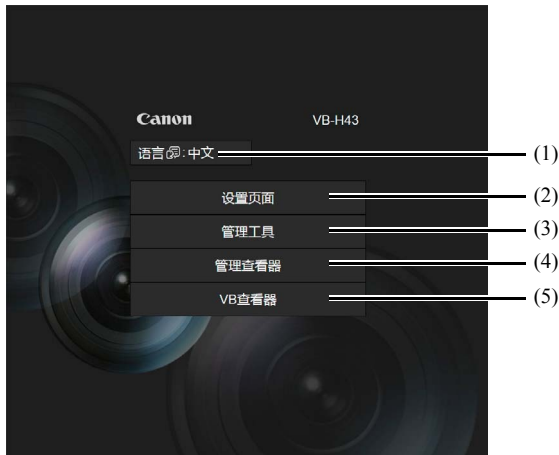 Canon VB-H43
语言:中文 (1)
设置页面 (2)
管理工具 (3)
管理查看器 (4)
VB查看器 (5)